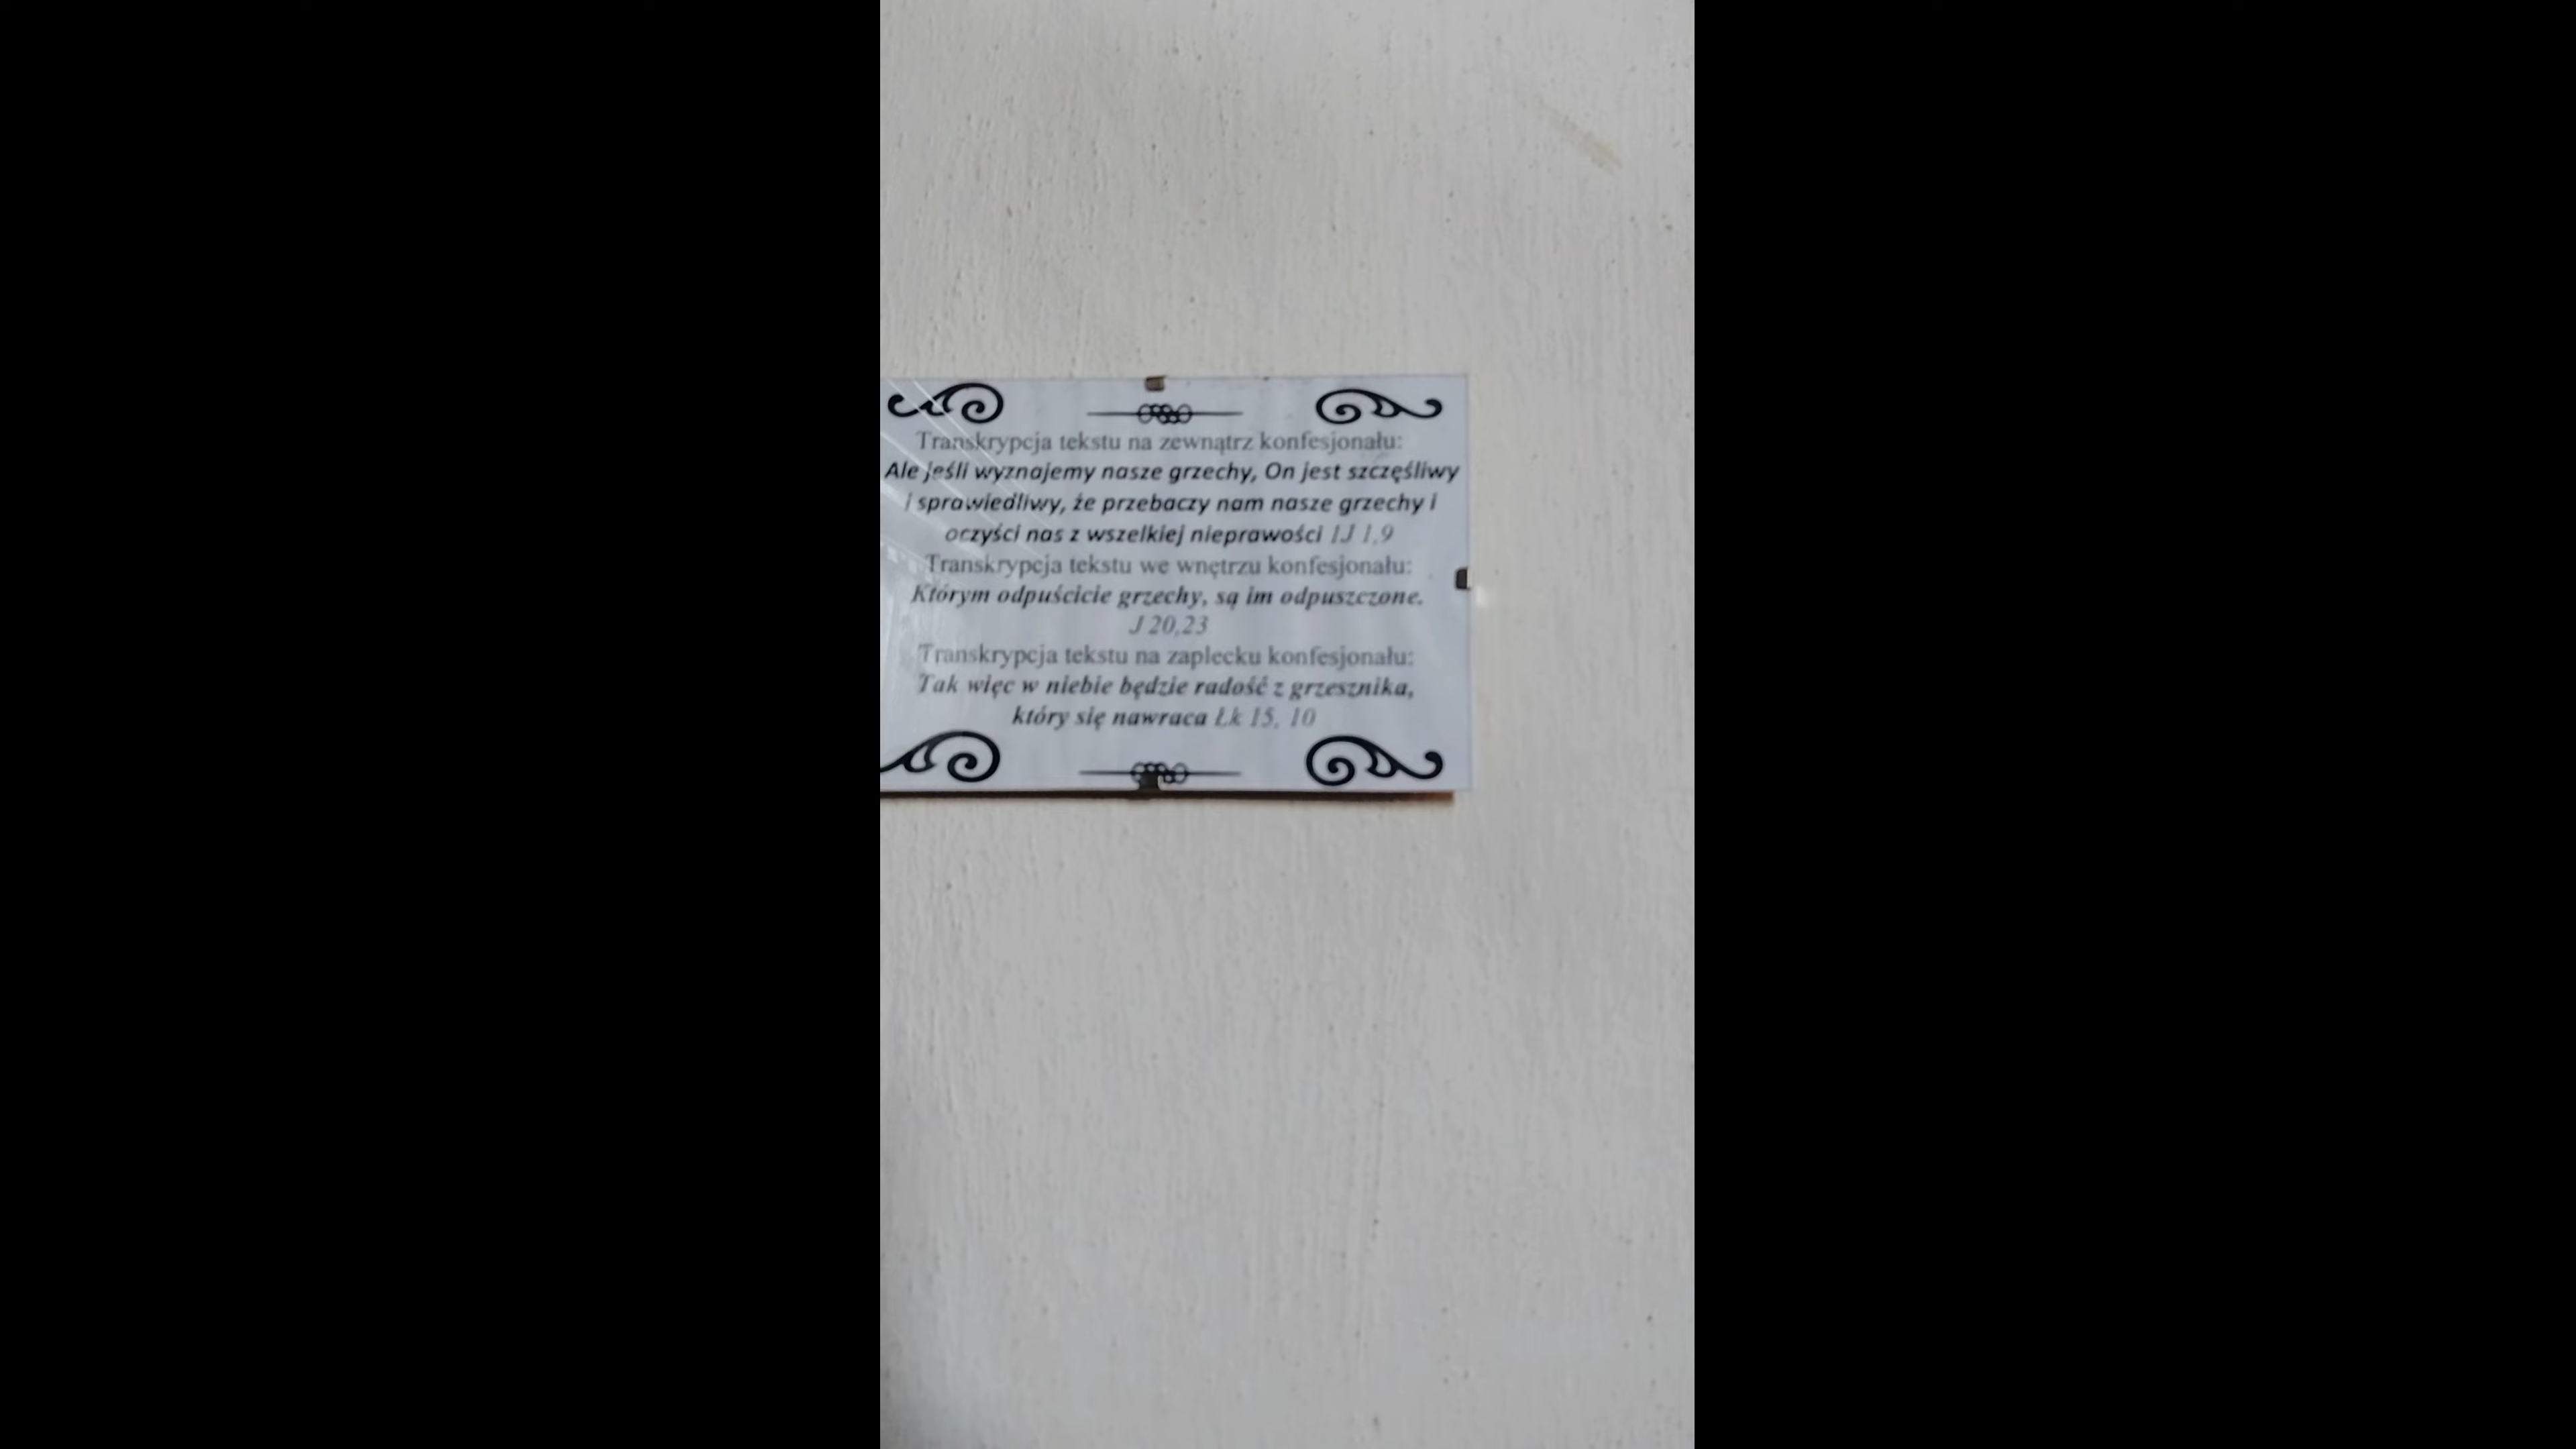 Transkrypcja tekstu na zewnątrz konfesjonału:
Ale jeśli wyznajemy nasze grzechy, On jest szczęśliwy
i sprawiedliwy, że przebaczy nam nasze grzechy i
oczyści nas z wszelkiej nieprawości 1J 1,9
Transkrypcja tekstu we wnętrzu konfesjonału:
Którym odpuścicie grzechy, są im odpuszczone.
J 20,23
Transkrypcja tekstu na zaplecku konfesjonału:
Tak więc w niebie będzie radość z grzesznika,
który się nawraca Łk 15, 10